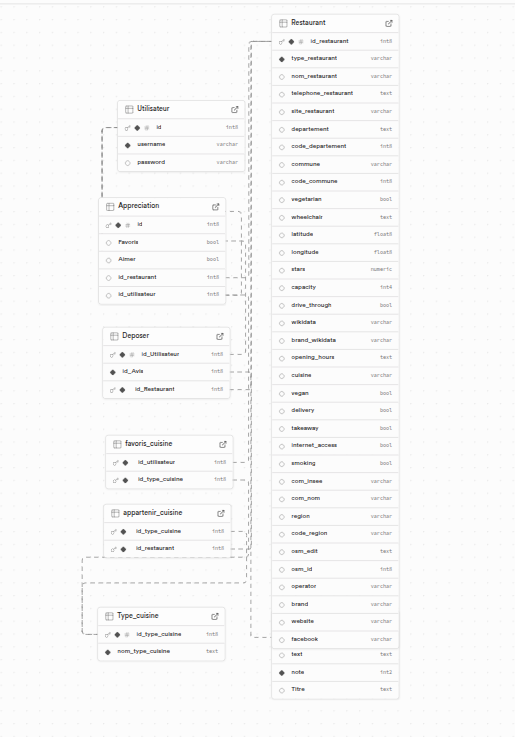 Restaurant
id_restaurant int8
type_restaurant varchar
nom_restaurant varchar
telephone_restaurant text
site_restaurant varchar
departement text
code_departement int8
commune varchar
code_commune int8
vegetarian bool
wheelchair text
latitude float8
longitude float8
stars numeric
capacity int4
drive_through bool
wikidata varchar
brand_wikidata varchar
opening_hours text
cuisine varchar
vegan bool
delivery bool
takeaway bool
internet_access bool
smoking bool
com_insee varchar
com_nom varchar
region varchar
code_region varchar
osm_edit text
osm_id int8
operator varchar
brand varchar
website varchar
facebook varchar
text text
note int2
Titre text
Utilisateur
id int8
username varchar
password varchar
Appreciation
id int8
Favoris bool
Aimer bool
id_restaurant int8
id_utilisateur int8
Deposer
id_Utilisateur int8
id_Avis int8
id_Restaurant int8
favoris_cuisine
id_utilisateur int8
id_type_cuisine int8
appartenir_cuisine
id_type_cuisine int8
id_restaurant int8
Type_cuisine
id_type_cuisine int8
nom_type_cuisine text